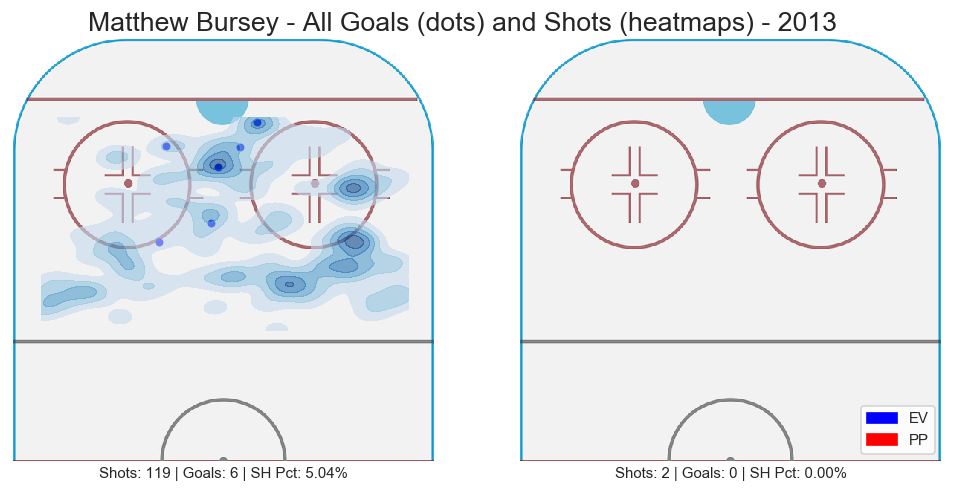 Matthew Bursey - All Goals (dots) and Shots (heatmaps) - 2013
EV
PP
Shots: 119 | Goals: 6 | SH Pct: 5.04%
Shots: 2 | Goals: 0 | SH Pct: 0.00%